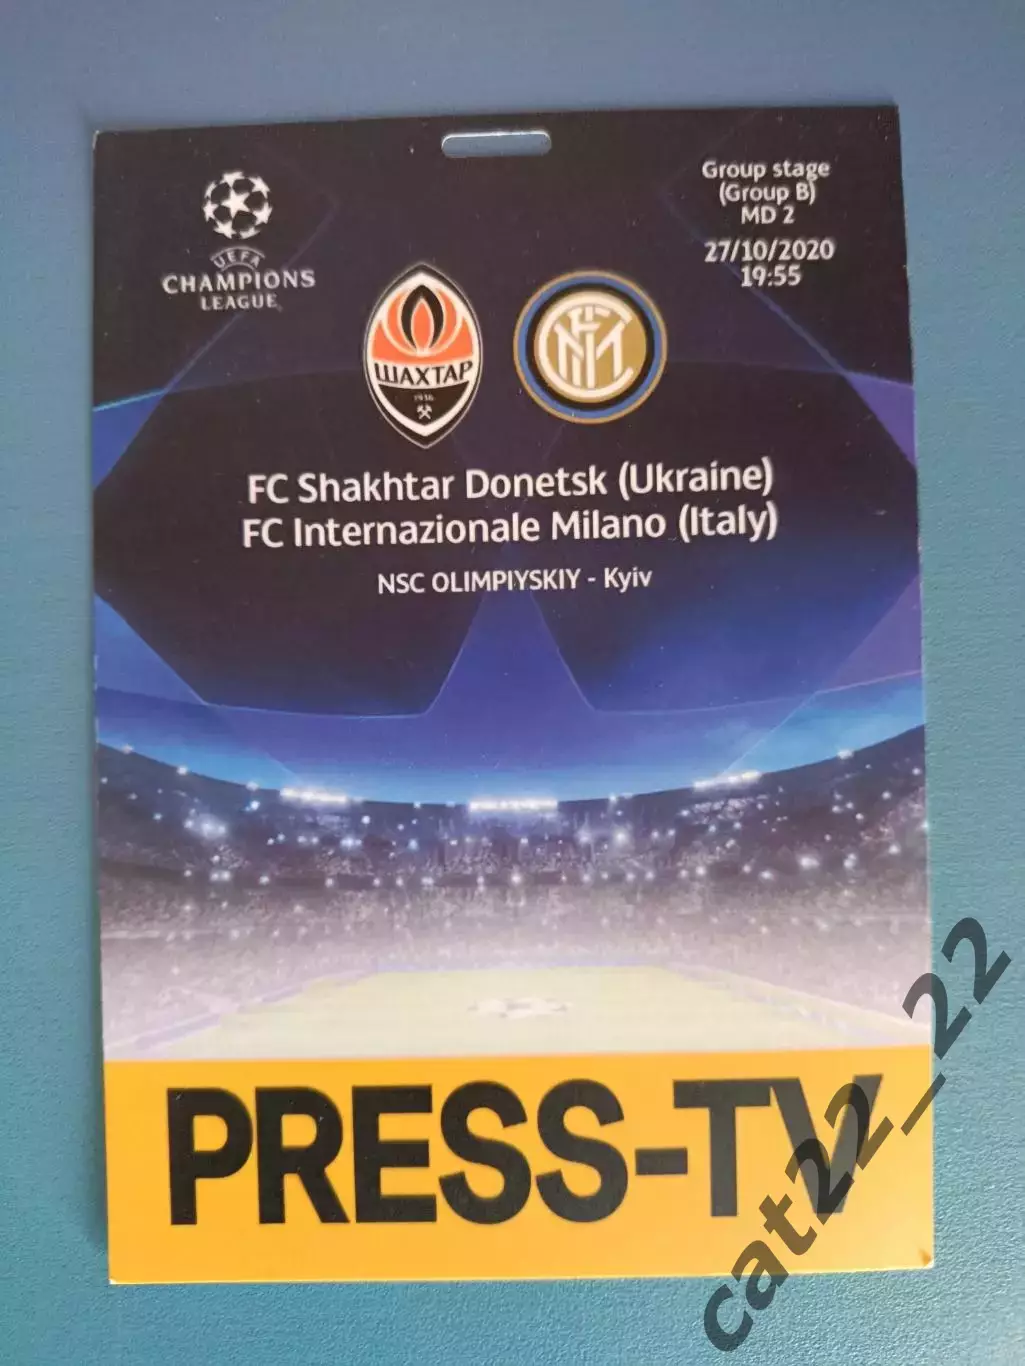 UEFA
CHAMPIONS
LEAGUE
Group stage
(Group B)
MD 2
27/10/2020
19:55
ШАХТАР
1936
FC Shakhtar Donetsk (Ukraine)
FC Internazionale Milano (Italy)
NSC OLIMPIYSKIY - Kyiv
PRESS-TV
cat22_22